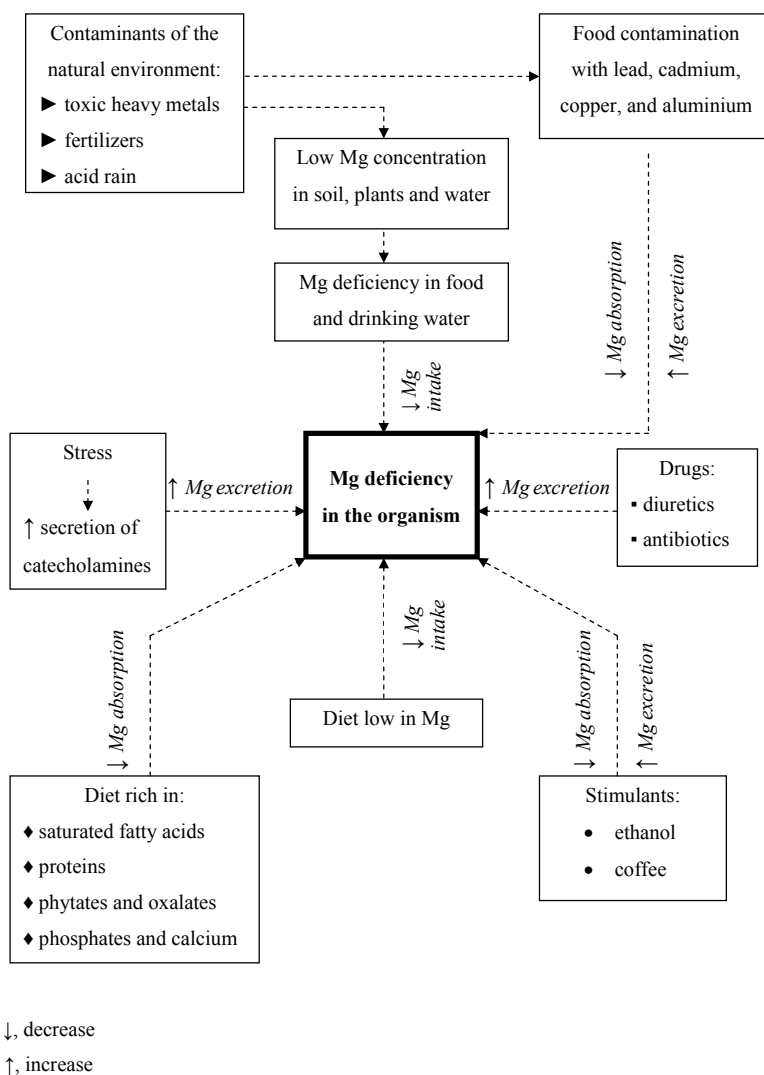 Contaminants of the
natural environment:
► toxic heavy metals
► fertilizers
► acid rain
Food contamination
with lead, cadmium,
copper, and aluminium
Low Mg concentration
in soil, plants and water
Mg deficiency in food
and drinking water
↓ Mg absorption
↑ Mg excretion
↓ Mg
intake
Stress
↑ secretion of
catecholamines
↑ Mg excretion
Mg deficiency
in the organism
↑ Mg excretion
Drugs:
▪ diuretics
▪ antibiotics
↓ Mg absorption
↓ Mg
intake
↓ Mg absorption
↑ Mg excretion
Diet low in Mg
Diet rich in:
♦ saturated fatty acids
♦ proteins
♦ phytates and oxalates
♦ phosphates and calcium
Stimulants:
● ethanol
● coffee
↓, decrease
↑, increase